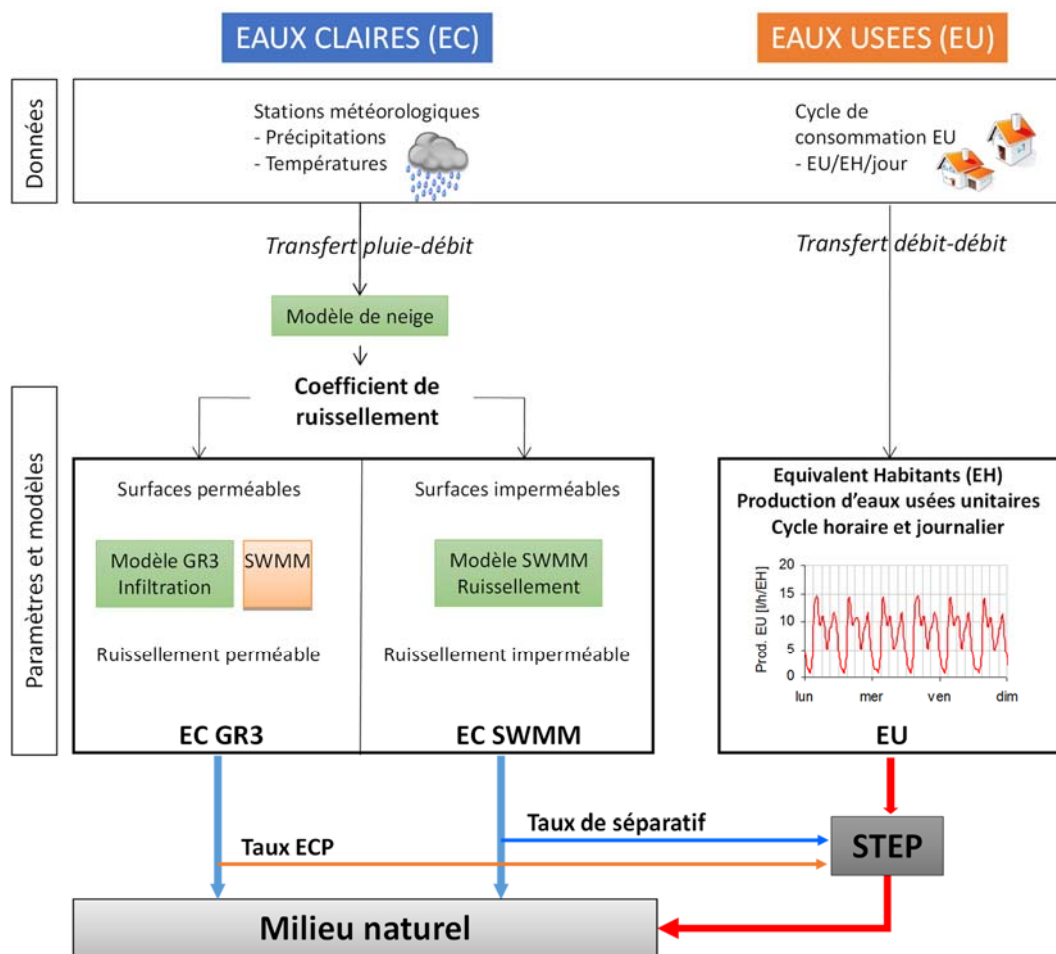 EAUX CLAIRES (EC)
EAUX USEES (EU)
Données
Stations météorologiques
- Précipitations
- Températures
Cycle de
consommation EU
- EU/EH/jour
Transfert pluie-débit
Transfert débit-débit
Modèle de neige
Coefficient de
ruissellement
Paramètres et modèles
Surfaces perméables
Surfaces imperméables
Modèle GR3
Infiltration
SWMM
Modèle SWMM
Ruissellement
Ruissellement perméable
Ruissellement imperméable
EC GR3
EC SWMM
Equivalent Habitants (EH)
Production d'eaux usées unitaires
Cycle horaire et journalier
Prod. EU [l/h/EH]
20
15
10
5
0
lun mer ven dim
EU
Taux de séparatif
Taux ECP
STEP
Milieu naturel